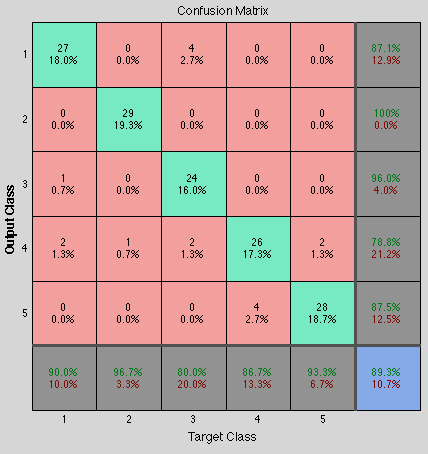 Confusion Matrix
1 27 0 4 0 0 87.1%
18.0% 0.0% 2.7% 0.0% 0.0% 12.9%
2 0 29 0 0 0 100%
0.0% 19.3% 0.0% 0.0% 0.0% 0.0%
3 1 0 24 0 0 96.0%
0.7% 0.0% 16.0% 0.0% 0.0% 4.0%
4 2 1 2 26 2 78.8%
1.3% 0.7% 1.3% 17.3% 1.3% 21.2%
5 0 0 0 4 28 87.5%
0.0% 0.0% 0.0% 2.7% 18.7% 12.5%
90.0% 96.7% 80.0% 86.7% 93.3% 89.3%
10.0% 3.3% 20.0% 13.3% 6.7% 10.7%
1 2 3 4 5
Target Class
Output Class